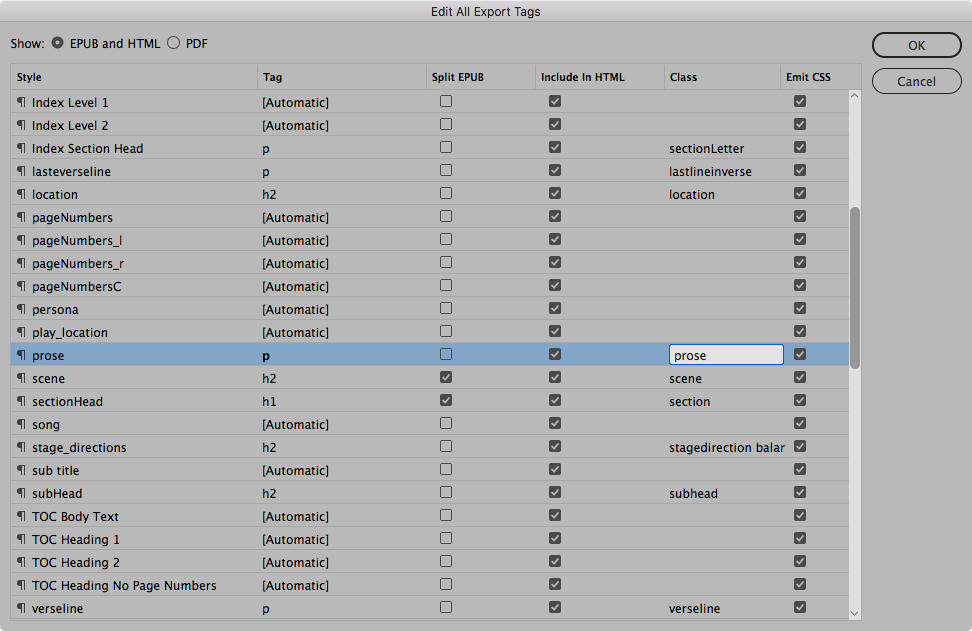 Edit All Export Tags
Show: EPUB and HTML PDF
OK
Cancel
Style Tag Split EPUB Include In HTML Class Emit CSS
¶ Index Level 1 [Automatic]
¶ Index Level 2 [Automatic]
¶ Index Section Head p sectionLetter
¶ lasteverseline p lastlineinverse
¶ location h2 location
¶ pageNumbers [Automatic]
¶ pageNumbers_l [Automatic]
¶ pageNumbers_r [Automatic]
¶ pageNumbersC [Automatic]
¶ persona [Automatic]
¶ play_location [Automatic]
¶ prose p prose
¶ scene h2 scene
¶ sectionHead h1 section
¶ song [Automatic]
¶ stage_directions h2 stagedirection balar
¶ sub title [Automatic]
¶ subHead h2 subhead
¶ TOC Body Text [Automatic]
¶ TOC Heading 1 [Automatic]
¶ TOC Heading 2 [Automatic]
¶ TOC Heading No Page Numbers [Automatic]
¶ verseline p verseline